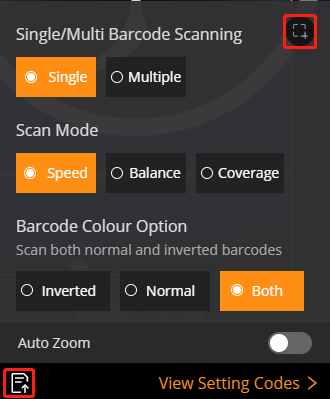 Single/Multi Barcode Scanning
Single Multiple
Scan Mode
Speed Balance Coverage
Barcode Colour Option
Scan both normal and inverted barcodes
Inverted Normal Both
Auto Zoom
View Setting Codes >